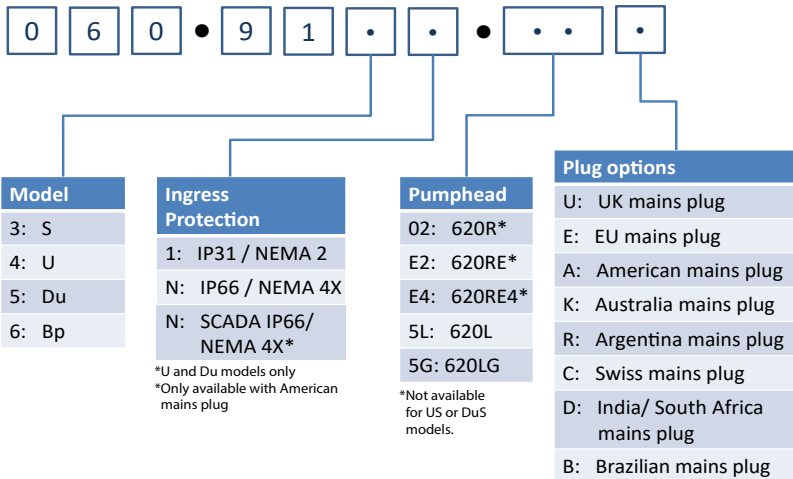 0 6 0 • 9 1 • • • • • •
Model
3: S
4: U
5: Du
6: Bp
Ingress
Protection
1: IP31 / NEMA 2
N: IP66 / NEMA 4X
N: SCADA IP66/
NEMA 4X*
*U and Du models only
*Only available with American
mains plug
Pumphead
02: 620R*
E2: 620RE*
E4: 620RE4*
5L: 620L
5G: 620LG
*Not available
for US or DuS
models.
Plug options
U: UK mains plug
E: EU mains plug
A: American mains plug
K: Australia mains plug
R: Argentina mains plug
C: Swiss mains plug
D: India/ South Africa
mains plug
B: Brazilian mains plug